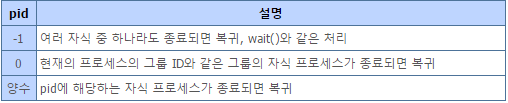 pid 설명
-1 여러 자식 중 하나라도 종료되면 복귀, wait()와 같은 처리
0 현재의 프로세스의 그룹 ID와 같은 그룹의 자식 프로세스가 종료되면 복귀
양수 pid에 해당하는 자식 프로세스가 종료되면 복귀